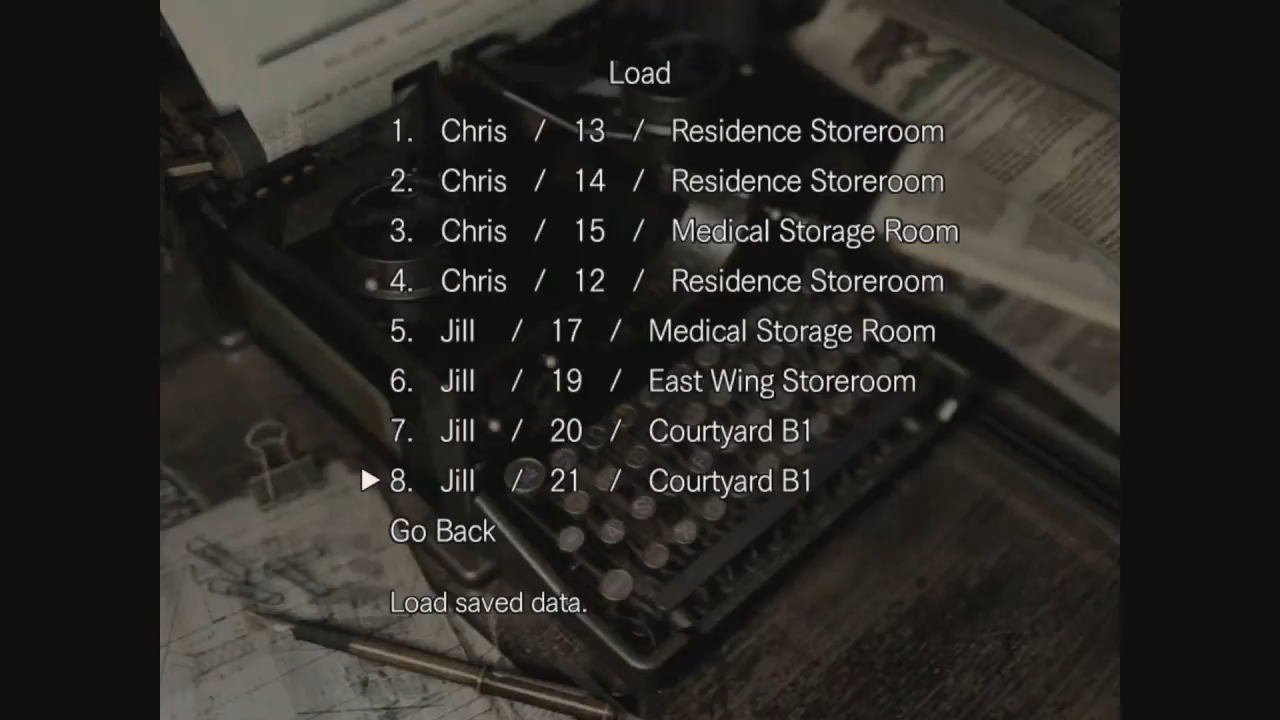 Load
1. Chris / 13 / Residence Storeroom
2. Chris / 14 / Residence Storeroom
3. Chris / 15 / Medical Storage Room
4. Chris / 12 / Residence Storeroom
5. Jill / 17 / Medical Storage Room
6. Jill / 19 / East Wing Storeroom
7. Jill / 20 / Courtyard B1
8. Jill / 21 / Courtyard B1
Go Back
Load saved data.